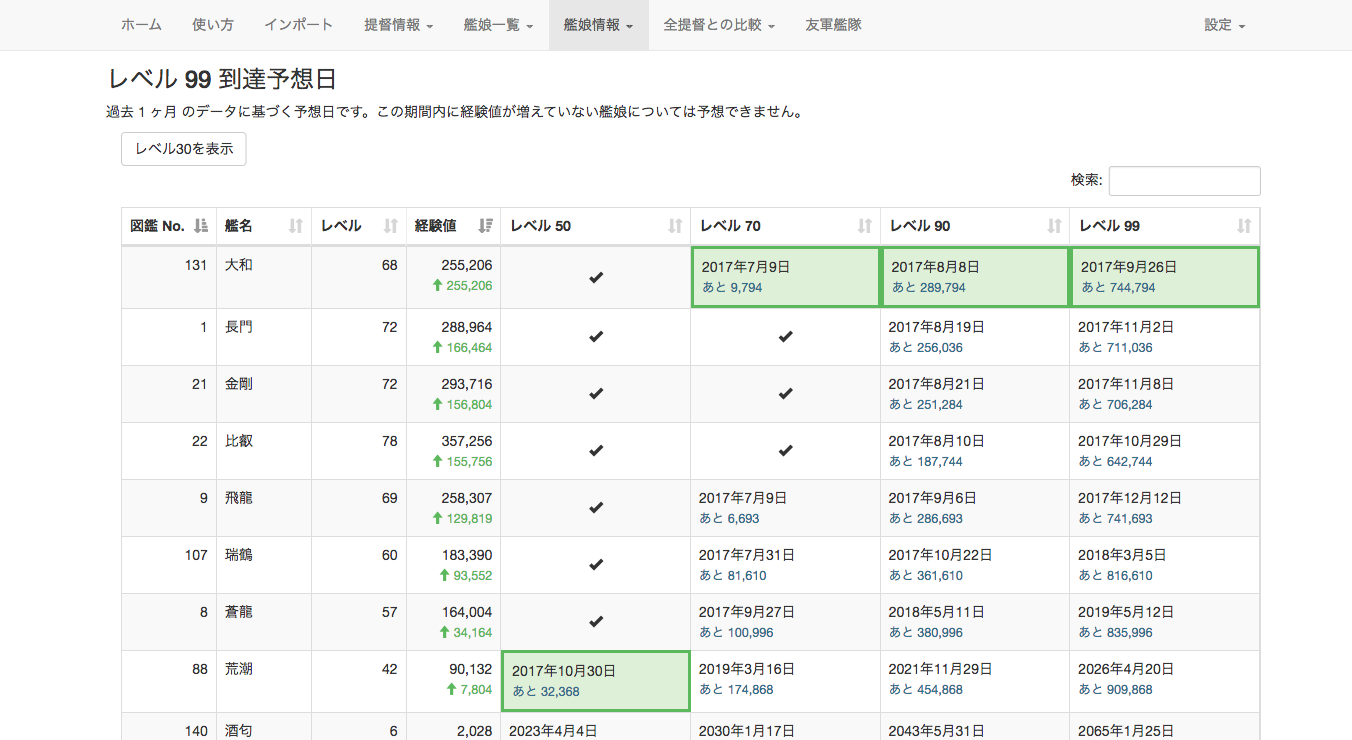 ホーム 使い方 インポート 提督情報 艦娘一覧 艦娘情報 全提督との比較 友軍艦隊 設定
レベル 99 到達予想日
過去 1 ヶ月 のデータに基づく予想日です。この期間内に経験値が増えていない艦娘については予想できません。
レベル30を表示
検索:
図鑑 No. 艦名 レベル 経験値 レベル 50 レベル 70 レベル 90 レベル 99
131 大和 68 255,206 2017年7月9日 2017年8月8日 2017年9月26日
255,206 あと 9,794 あと 289,794 あと 744,794
1 長門 72 288,964 2017年8月19日 2017年11月2日
166,464 あと 256,036 あと 711,036
21 金剛 72 293,716 2017年8月21日 2017年11月8日
156,804 あと 251,284 あと 706,284
22 比叡 78 357,256 2017年8月10日 2017年10月29日
155,756 あと 187,744 あと 642,744
9 飛龍 69 258,307 2017年7月9日 2017年9月6日 2017年12月12日
129,819 あと 6,693 あと 286,693 あと 741,693
107 瑞鶴 60 183,390 2017年7月31日 2017年10月22日 2018年3月5日
93,552 あと 81,610 あと 361,610 あと 816,610
8 蒼龍 57 164,004 2017年9月27日 2018年5月11日 2019年5月12日
34,164 あと 100,996 あと 380,996 あと 835,996
88 荒潮 42 90,132 2017年10月30日 2019年3月16日 2021年11月29日 2026年4月20日
7,804 あと 32,368 あと 174,868 あと 454,868 あと 909,868
140 酒匂 6 2,028 2023年4月4日 2030年1月17日 2043年5月31日 2065年1月25日